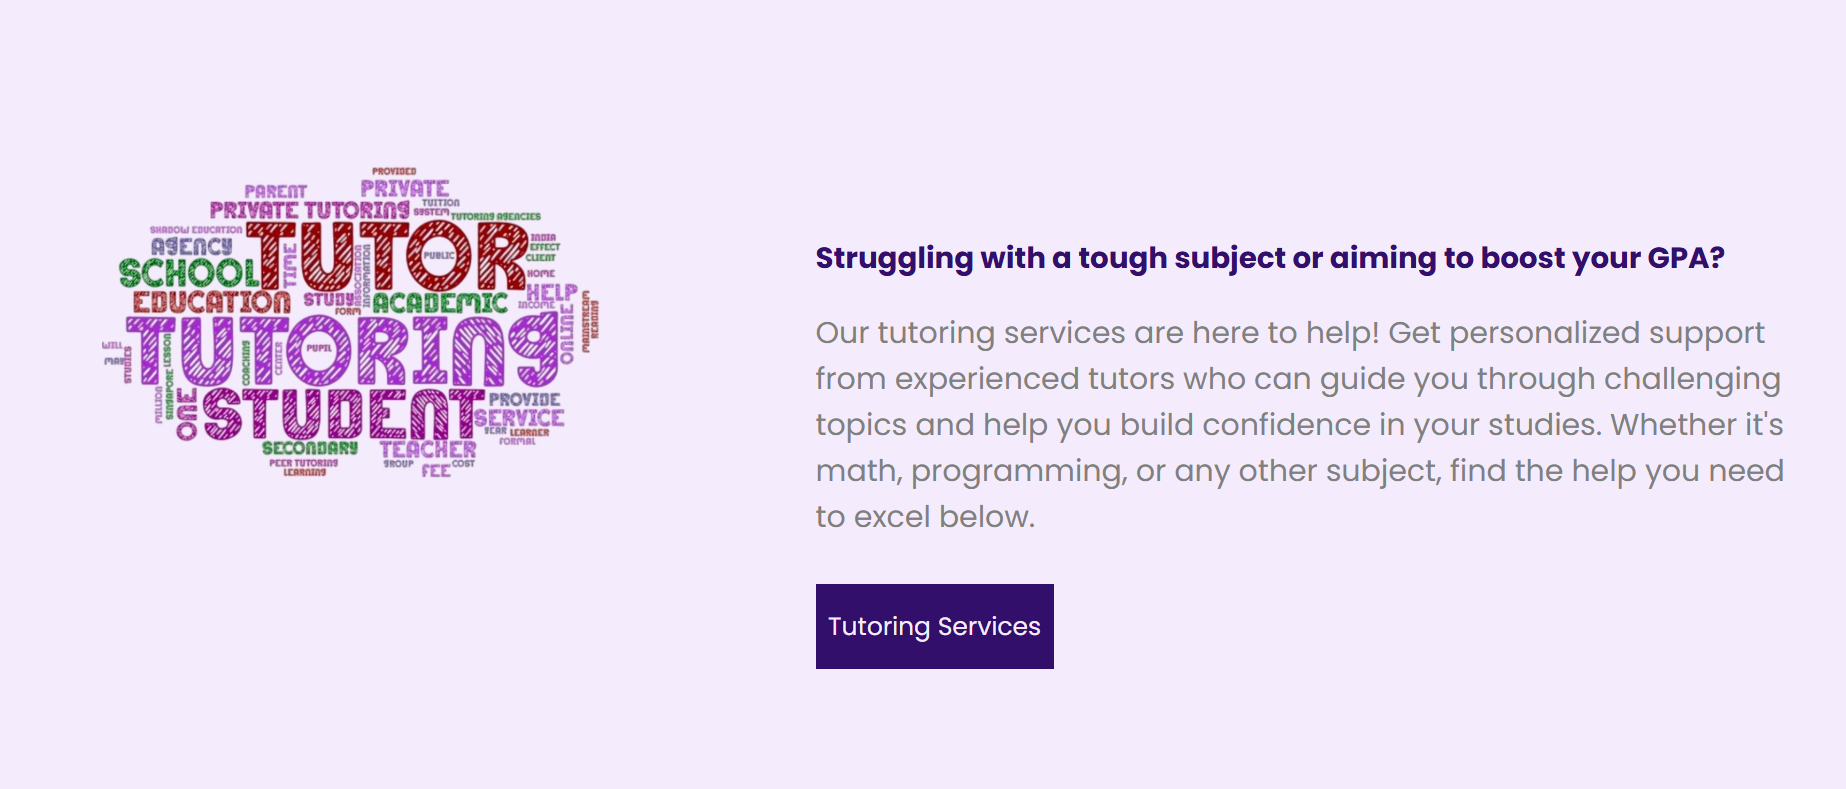 PROVIDED
PARENT
PRIVATE
TUITION
PRIVATE TUTORING
SYSTEM
TUTORING AGENCIES
SHADOW EDUCATION
TUTOR
INDIA
AGENCY
TIME
ASSOCIATION
INFORMATION
PUBLIC
EFFECT
CLIENT
SCHOOL
HOME
EDUCATION
STUDY
FORM
ACADEMIC
HELP
INCOME
MAINSTREAM
READING
ONLINE
TUTORING
WILL
MAY
STUDIES
LESSON
SINGAPORE
COACHING
CENTER
PUPIL
MILLION
ONE
STUDENT
PROVIDE
SERVICE
YEAR
LEARNER
FORMAL
SECONDARY
TEACHER
PEER TUTORING
GROUP
COST
LEARNING
FEE
Struggling with a tough subject or aiming to boost your GPA?
Our tutoring services are here to help! Get personalized support
from experienced tutors who can guide you through challenging
topics and help you build confidence in your studies. Whether it's
math, programming, or any other subject, find the help you need
to excel below.
Tutoring Services